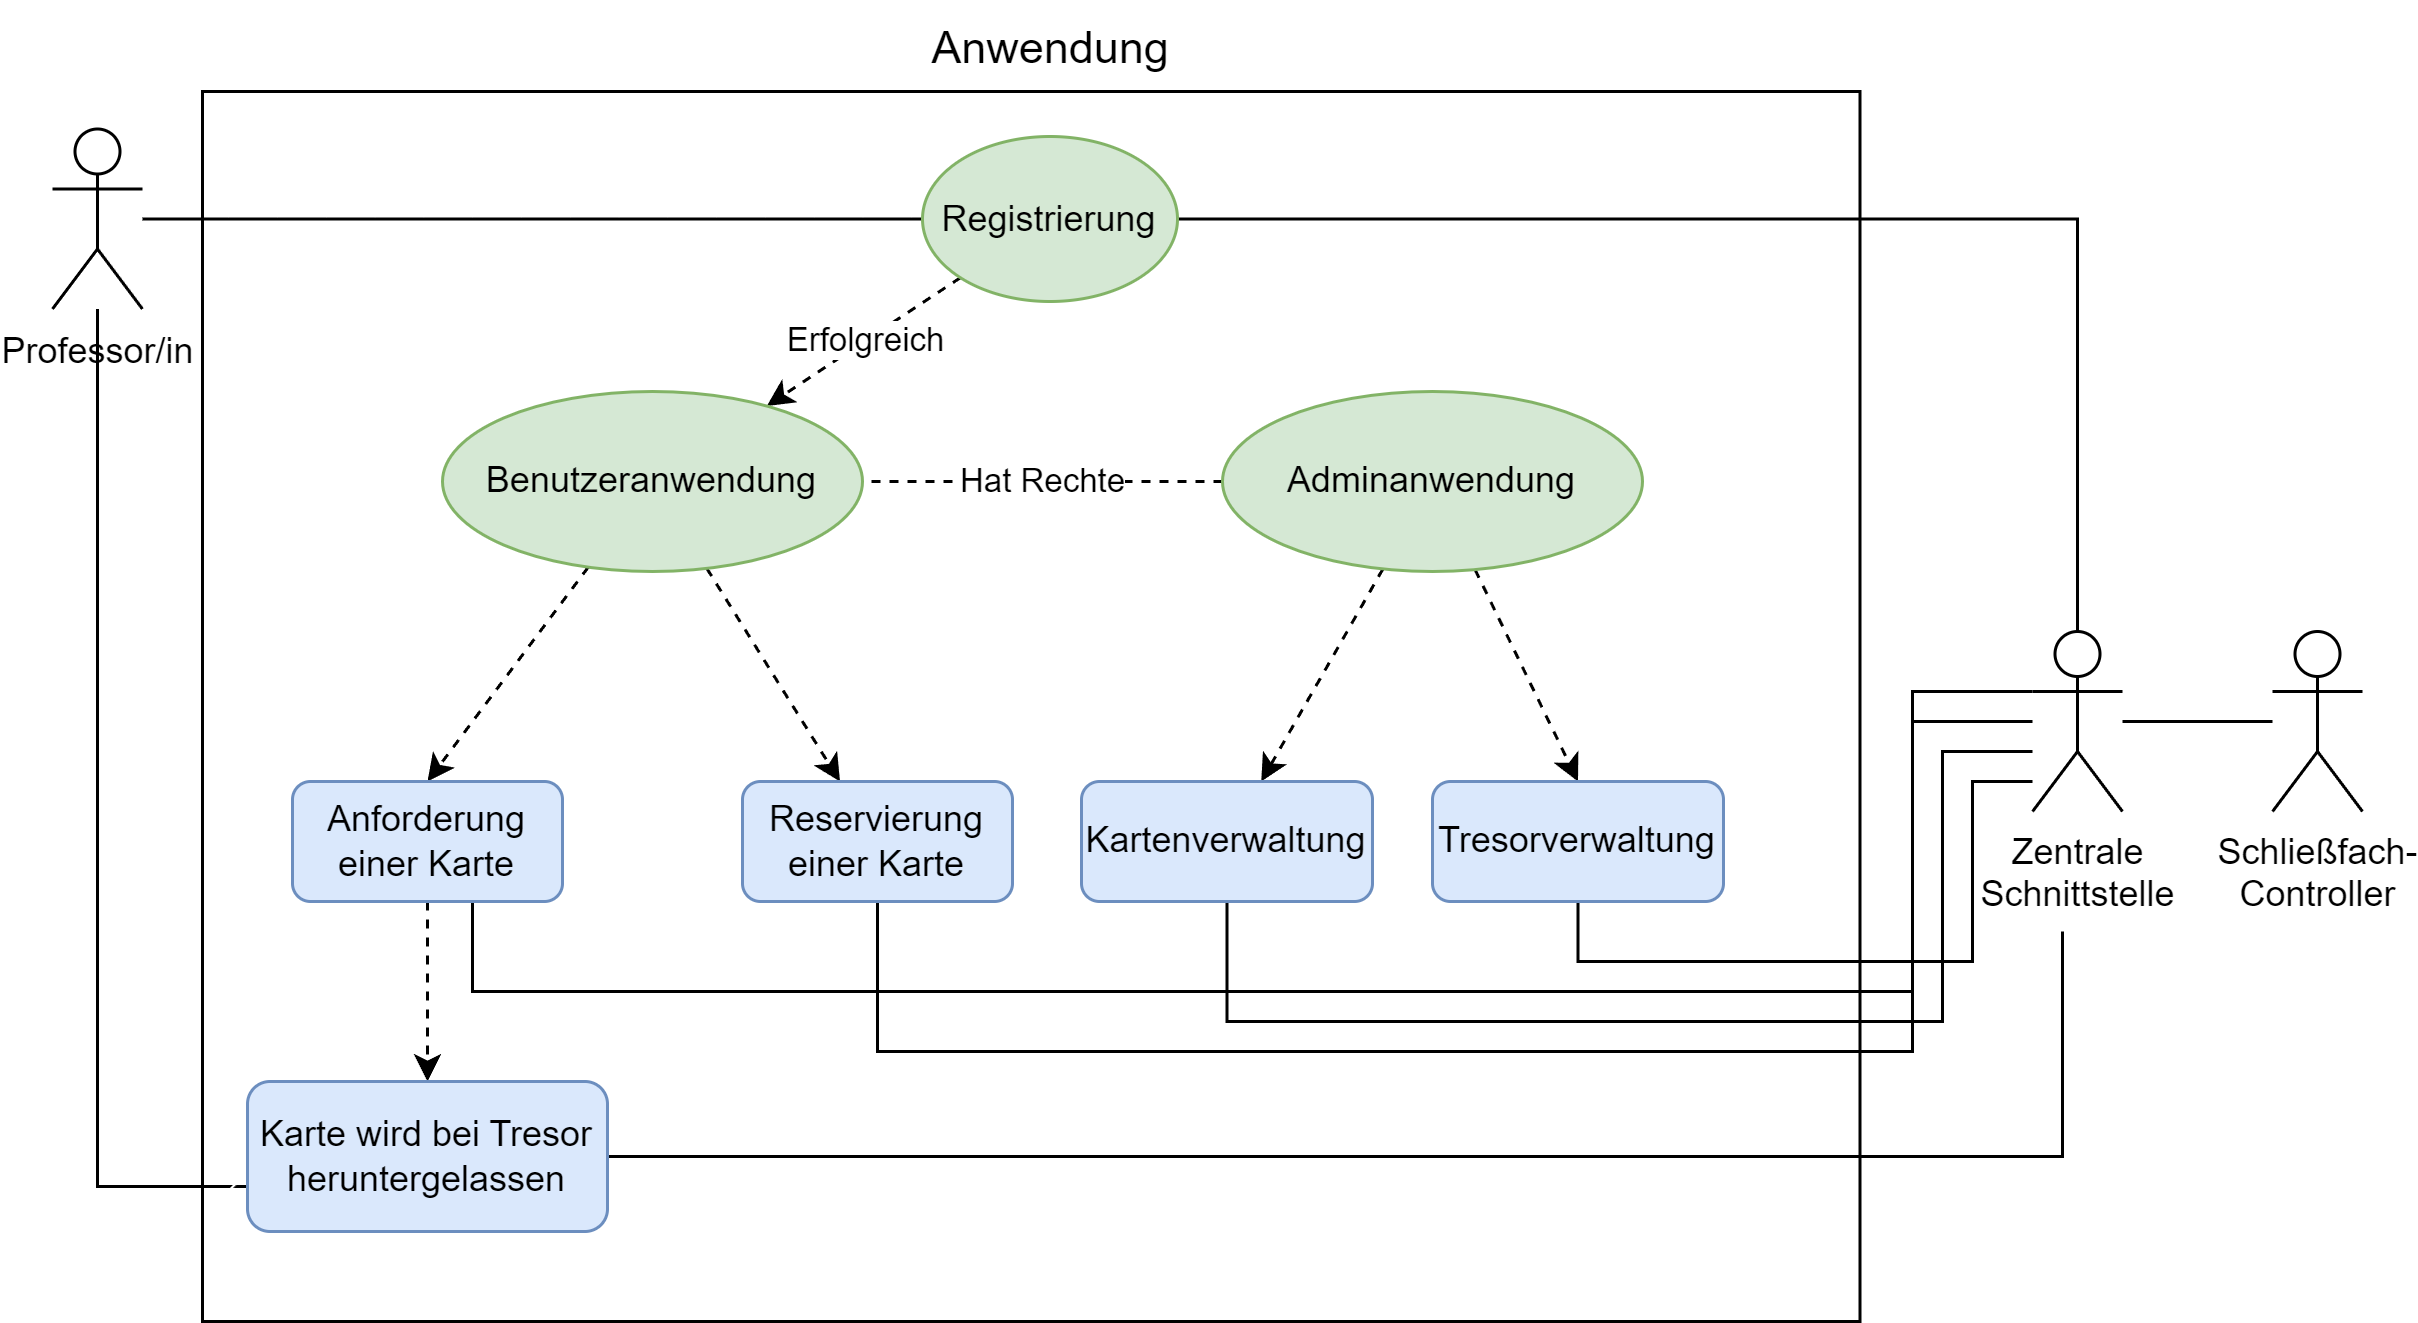 Anwendung
Registrierung
Professor/in
Erfolgreich
Benutzeranwendung
Hat Rechte
Adminanwendung
Anforderung
einer Karte
Reservierung
einer Karte
Kartenverwaltung
Tresorverwaltung
Zentrale
Schnittstelle
Schließfach-
Controller
Karte wird bei Tresor
heruntergelassen